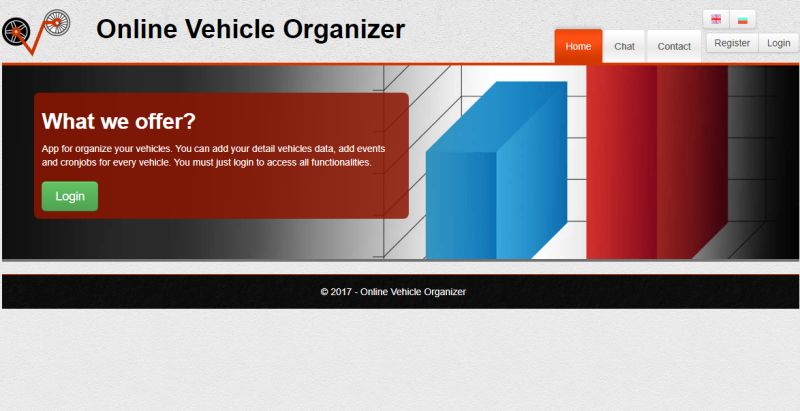 Online Vehicle Organizer
Home
Chat
Contact
Register
Login
What we offer?
App for organize your vehicles. You can add your detail vehicles data, add events
and cronjobs for every vehicle. You must just login to access all functionalities.
Login
© 2017 - Online Vehicle Organizer